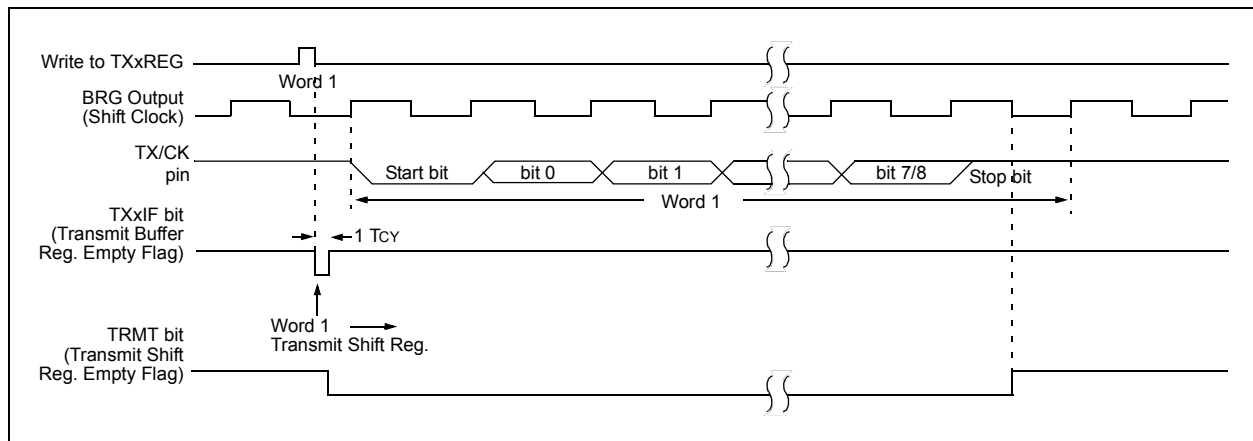 Write to TXxREG
Word 1
BRG Output
(Shift Clock)
TX/CK
pin
Start bit
bit 0
bit 1
bit 7/8
Stop bit
Word 1
TXxIF bit
(Transmit Buffer
Reg. Empty Flag)
1 TCY
Word 1
Transmit Shift Reg.
TRMT bit
(Transmit Shift
Reg. Empty Flag)